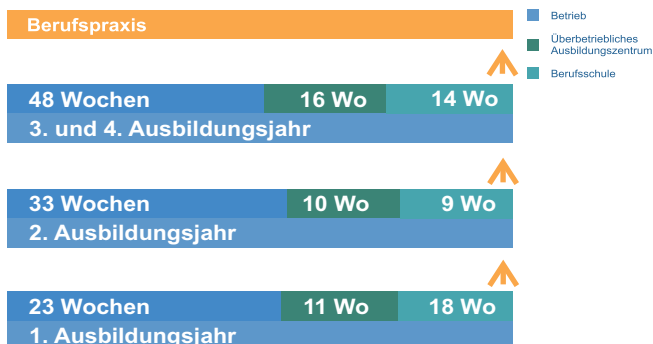 Berufspraxis
Betrieb
Überbetriebliches
Ausbildungszentrum
Berufsschule
48 Wochen 16 Wo 14 Wo
3. und 4. Ausbildungsjahr
33 Wochen 10 Wo 9 Wo
2. Ausbildungsjahr
23 Wochen 11 Wo 18 Wo
1. Ausbildungsjahr